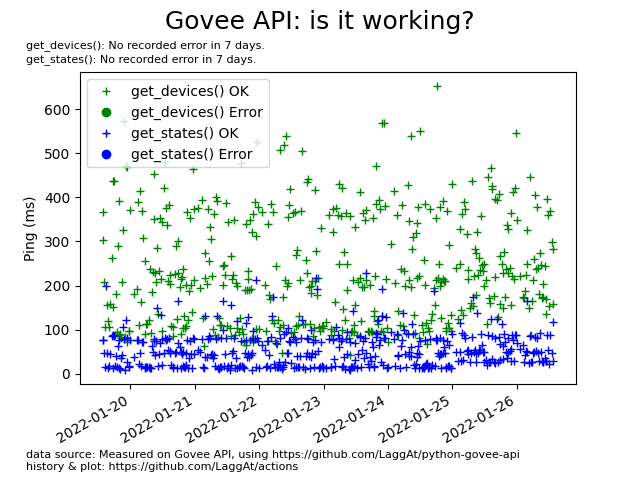 Govee API: is it working?
get_devices(): No recorded error in 7 days.
get_states(): No recorded error in 7 days.
get_devices() OK
get_devices() Error
get_states() OK
get_states() Error
Ping (ms)
600
500
400
300
200
100
0
2022-01-20
2022-01-21
2022-01-22
2022-01-23
2022-01-24
2022-01-25
2022-01-26
data source: Measured on Govee API, using https://github.com/LaggAt/python-govee-api
history & plot: https://github.com/LaggAt/actions